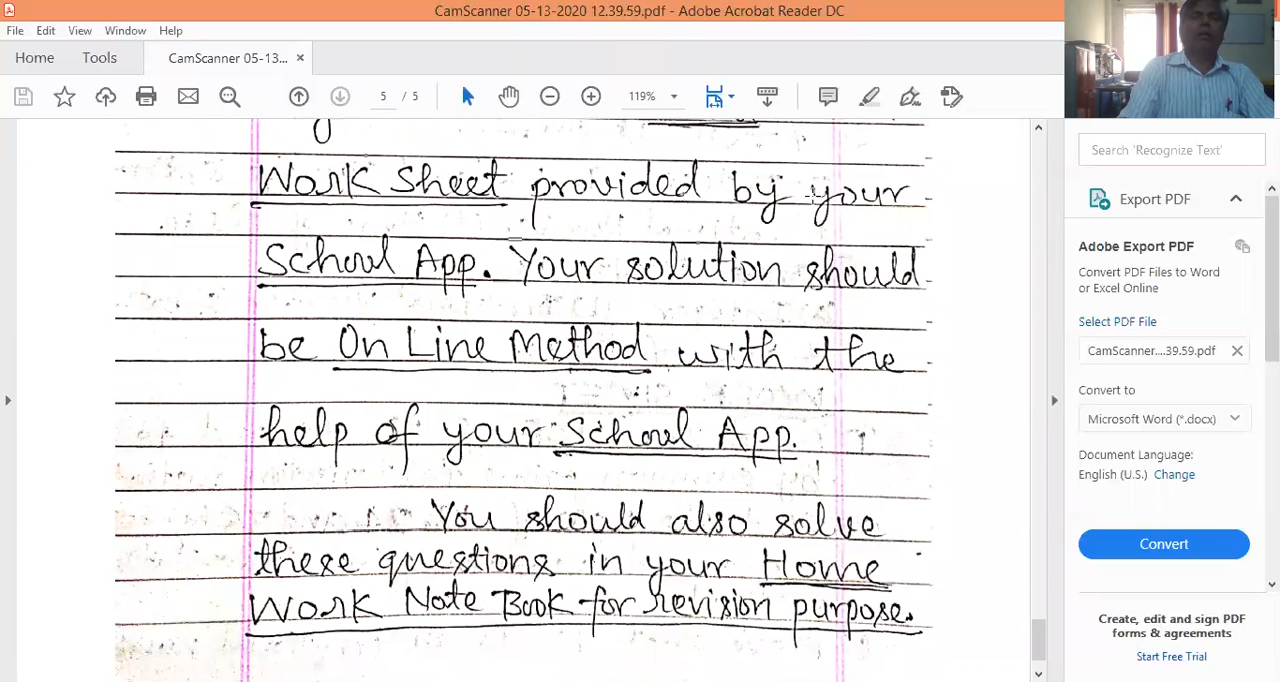 CamScanner 05-13-2020 12.39.59.pdf - Adobe Acrobat Reader DC
File Edit View Window Help
Home Tools CamScanner 05-13... ×
5 / 5 119%
Work Sheet provided by your
School App. Your solution should
be On Line Method with the
help of your School App.
You should also solve
these questions in your Home
Work Note Book for revision purpose.
Search 'Recognize Text'
Export PDF
Adobe Export PDF
Convert PDF Files to Word
or Excel Online
Select PDF File
CamScanner....39.59.pdf
Convert to
Microsoft Word (*.docx)
Document Language:
English (U.S.) Change
Convert
Create, edit and sign PDF
forms & agreements
Start Free Trial